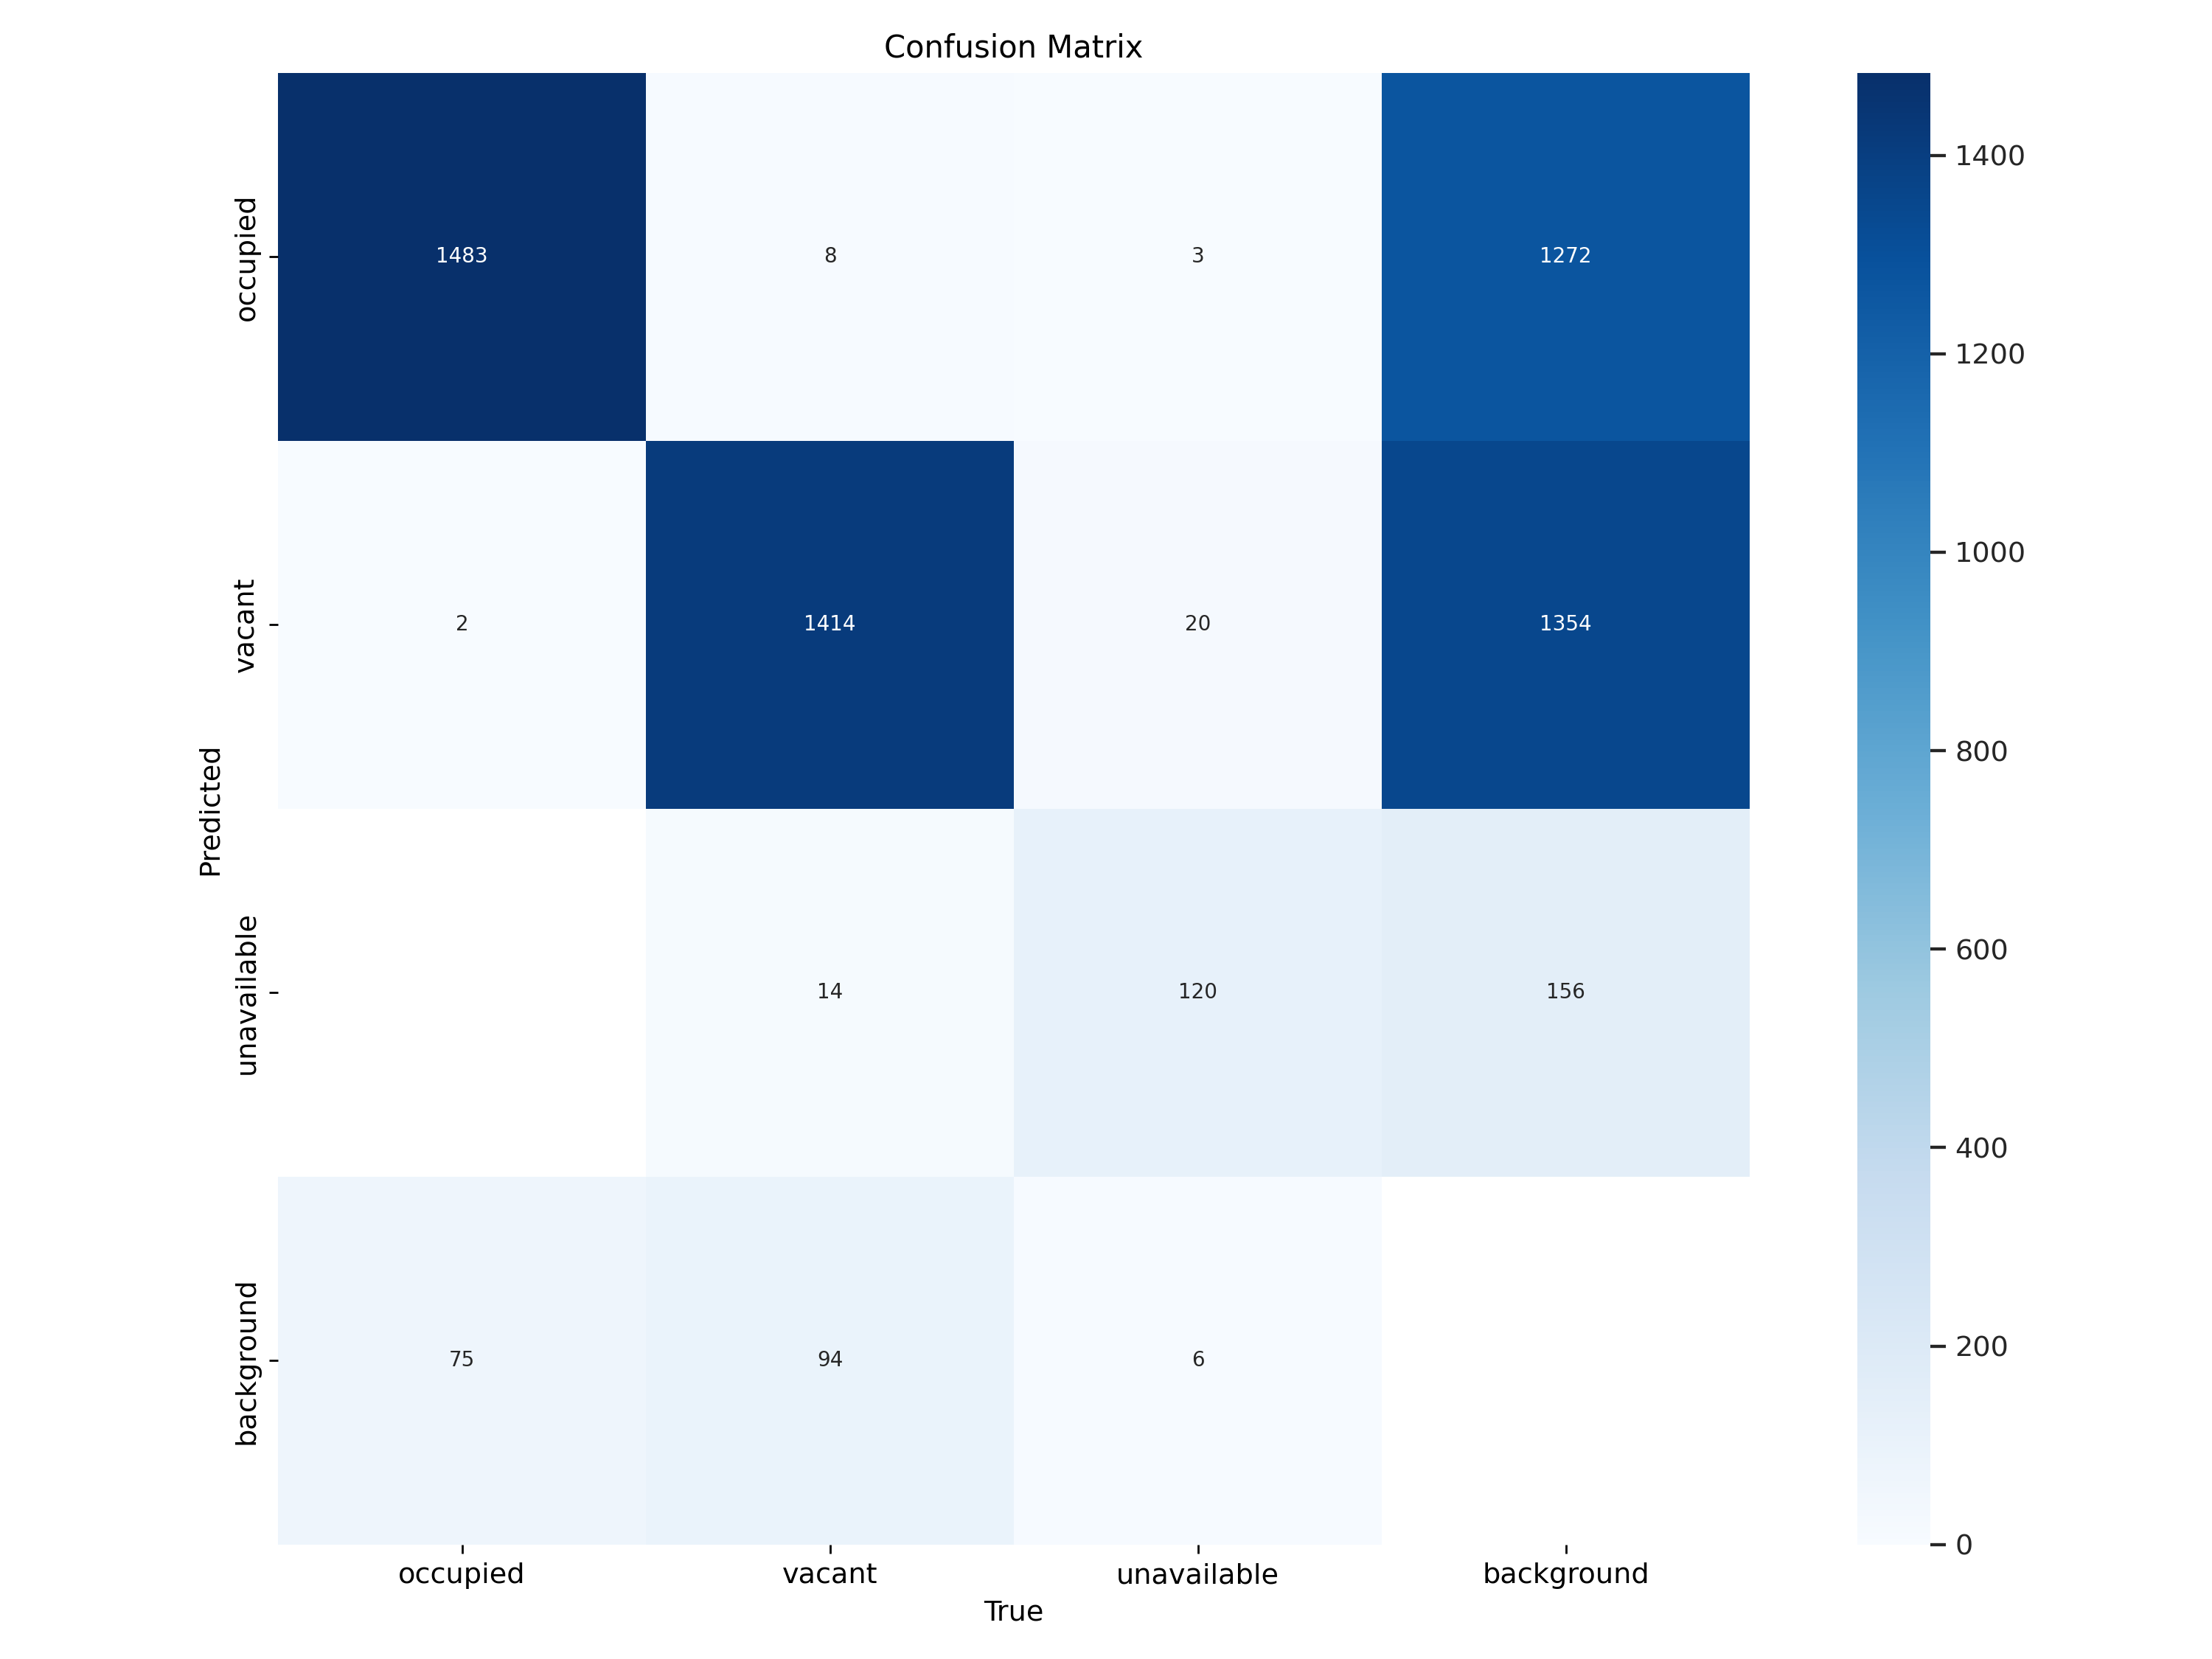 Confusion Matrix
Predicted
occupied
1483 8 3 1272
vacant
2 1414 20 1354
unavailable
14 120 156
background
75 94 6
occupied vacant unavailable background
True
1400
1200
1000
800
600
400
200
0